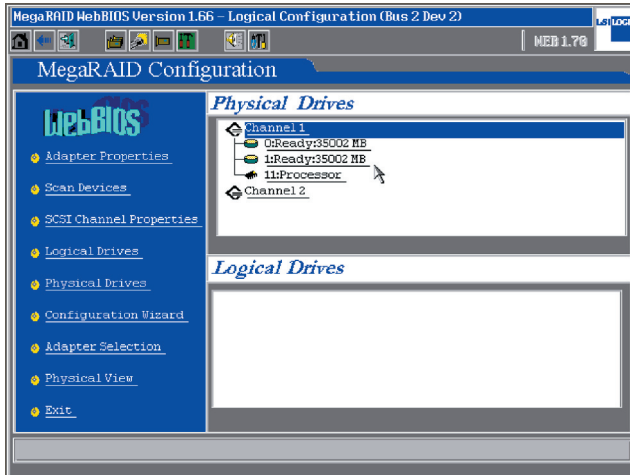 MegaRAID WebBIOS Version 1.66 - Logical Configuration (Bus 2 Dev 2)
LSI LOGIC
WEB 1.78
MegaRAID Configuration
WebBIOS
Adapter Properties
Scan Devices
SCSI Channel Properties
Logical Drives
Physical Drives
Configuration Wizard
Adapter Selection
Physical View
Exit
Physical Drives
Channel 1
0:Ready:35002 MB
1:Ready:35002 MB
11:Processor
Channel 2
Logical Drives